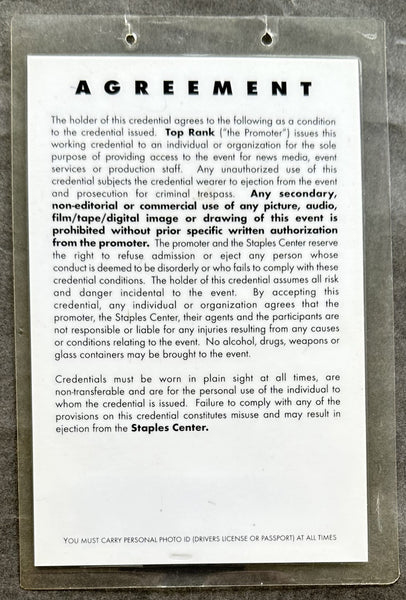 AGREEMENT
The holder of this credential agrees to the following as a condition
to the credential issued. Top Rank ("the Promoter") issues this
working credential to an individual or organization for the sole
purpose of providing access to the event for news media, event
services or production staff. Any unauthorized use of this
credential subjects the credential wearer to ejection from the event
and prosecution for criminal trespass. Any secondary,
non-editorial or commercial use of any picture, audio,
film/tape/digital image or drawing of this event is
prohibited without prior specific written authorization
from the promoter. The promoter and the Staples Center reserve
the right to refuse admission or eject any person whose
conduct is deemed to be disorderly or who fails to comply with these
credential conditions. The holder of this credential assumes all risk
and danger incidental to the event. By accepting this
credential, any individual or organization agrees that the
promoter, the Staples Center, their agents and the participants are
not responsible or liable for any injuries resulting from any causes
or conditions relating to the event. No alcohol, drugs, weapons or
glass containers may be brought to the event.
Credentials must be worn in plain sight at all times, are
non-transferable and are for the personal use of the individual to
whom the credential is issued. Failure to comply with any of the
provisions on this credential constitutes misuse and may result in
ejection from the Staples Center.
YOU MUST CARRY PERSONAL PHOTO ID (DRIVERS LICENSE OR PASSPORT) AT ALL TIMES